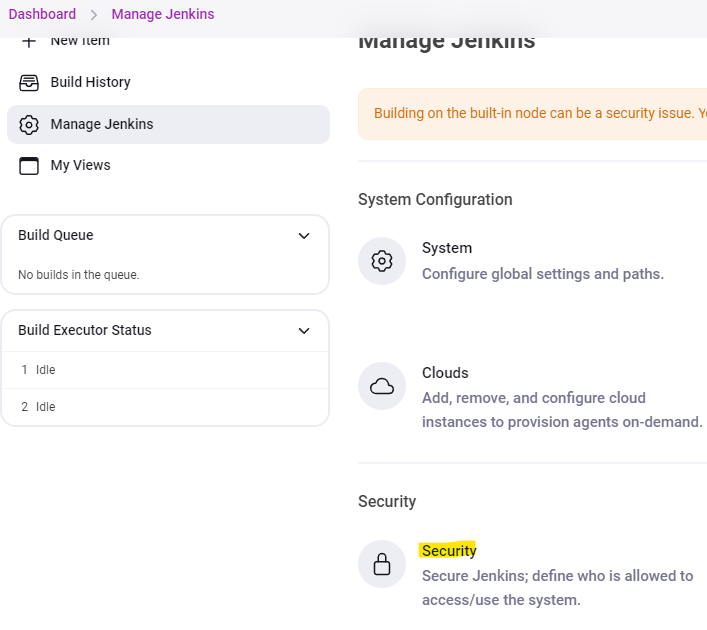 Dashboard > Manage Jenkins
New Item
Build History
Manage Jenkins
My Views
Build Queue
No builds in the queue.
Build Executor Status
1 Idle
2 Idle
Manage Jenkins
Building on the built-in node can be a security issue.
System Configuration
System
Configure global settings and paths.
Clouds
Add, remove, and configure cloud
instances to provision agents on-demand.
Security
Security
Secure Jenkins; define who is allowed to
access/use the system.